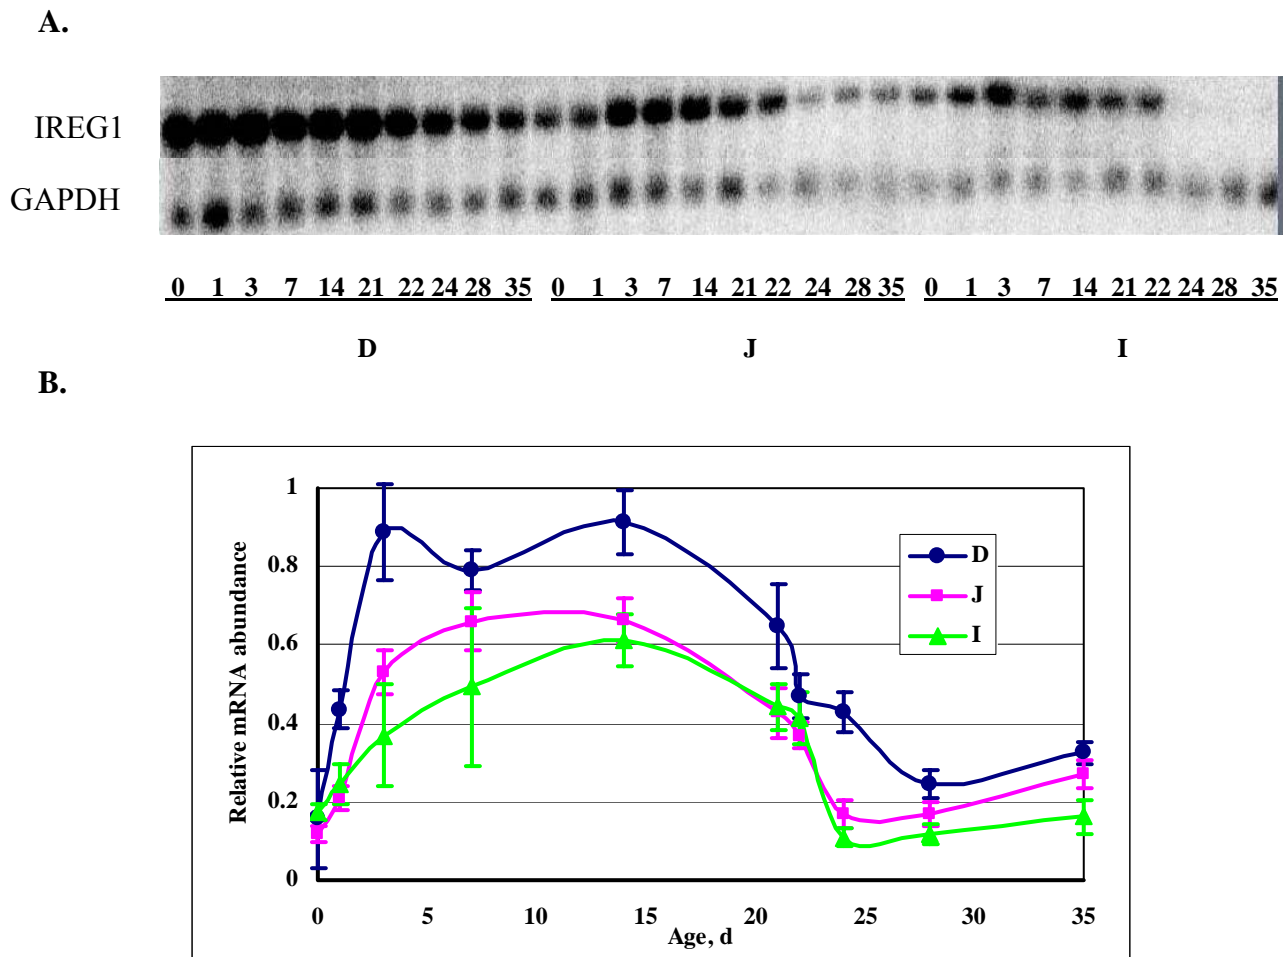 A.
IREG1
GAPDH
0 1 3 7 14 21 22 24 28 35 0 1 3 7 14 21 22 24 28 35 0 1 3 7 14 21 22 24 28 35
D J I
B.
Relative mRNA abundance
1
0.8
0.6
0.4
0.2
0
D
J
I
0 5 10 15 20 25 30 35
Age, d